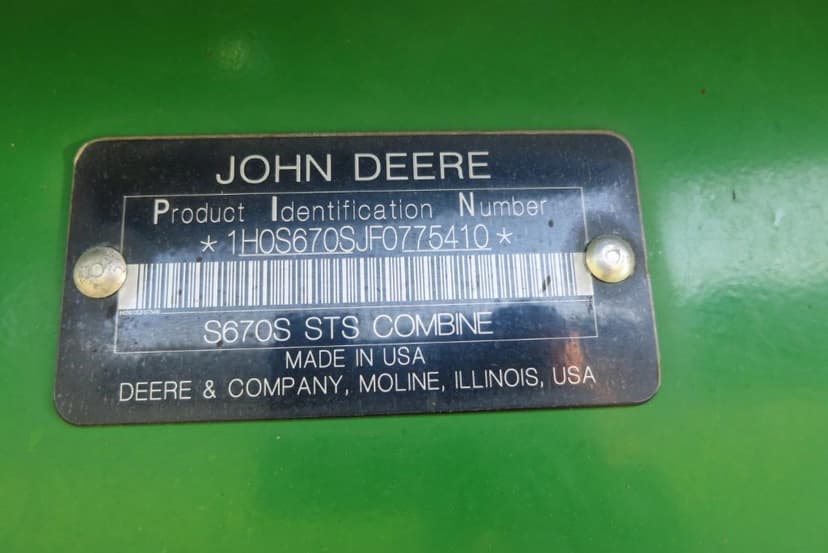 JOHN DEERE
Product Identification Number
*1H0S670SJF0775410*
S670S STS COMBINE
MADE IN USA
DEERE & COMPANY, MOLINE, ILLINOIS, USA